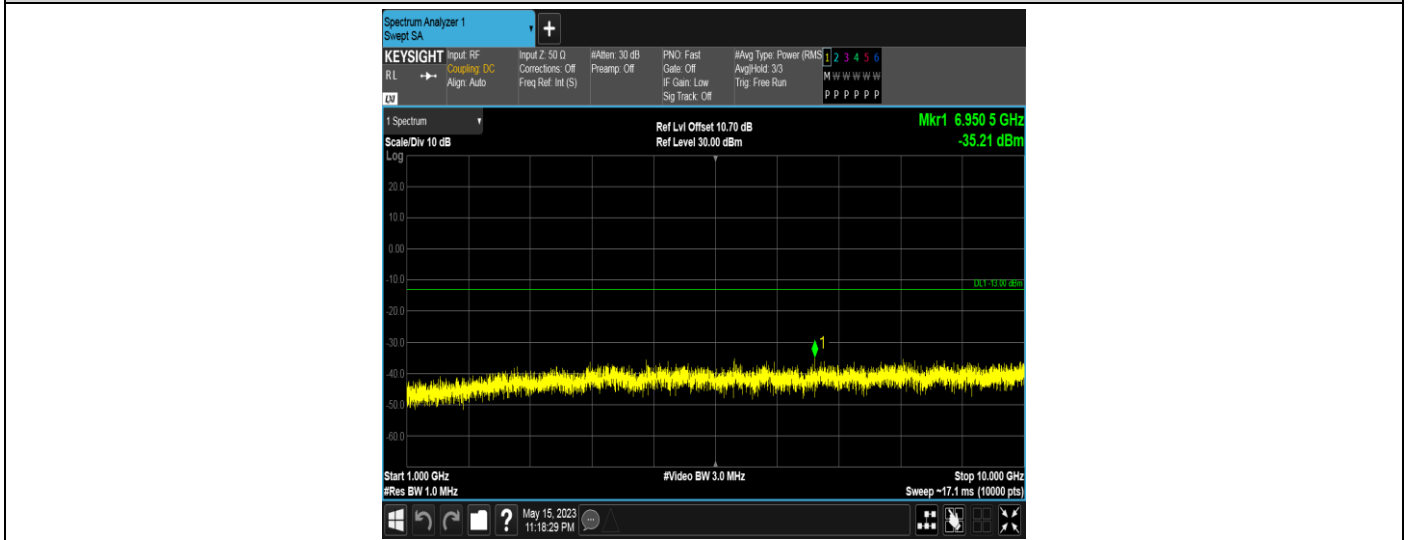 Spectrum Analyzer 1
Swept SA
+
KEYSIGHT Input: RF Input Z: 50 Ω #Atten: 30 dB PNO: Fast #Avg Type: Power (RMS 1 2 3 4 5 6
RL Coupling: DC Corrections: Off Preamp: Off Gate: Off Avg|Hold: 3/3 M W W W W W
Align: Auto Freq Ref: Int (S) IF Gain: Low Trig: Free Run
Sig Track: Off P P P P P P
LXI
1 Spectrum Ref Lvl Offset 10.70 dB Mkr1 6.950 5 GHz
Scale/Div 10 dB Ref Level 30.00 dBm -35.21 dBm
Log
20.0
10.0
0.00
-10.0
DL1 -13.00 dBm
-20.0
-30.0
1
-40.0
-50.0
-60.0
Start 1.000 GHz #Video BW 3.0 MHz Stop 10.000 GHz
#Res BW 1.0 MHz Sweep ~17.1 ms (10000 pts)
? May 15, 2023
11:18:29 PM